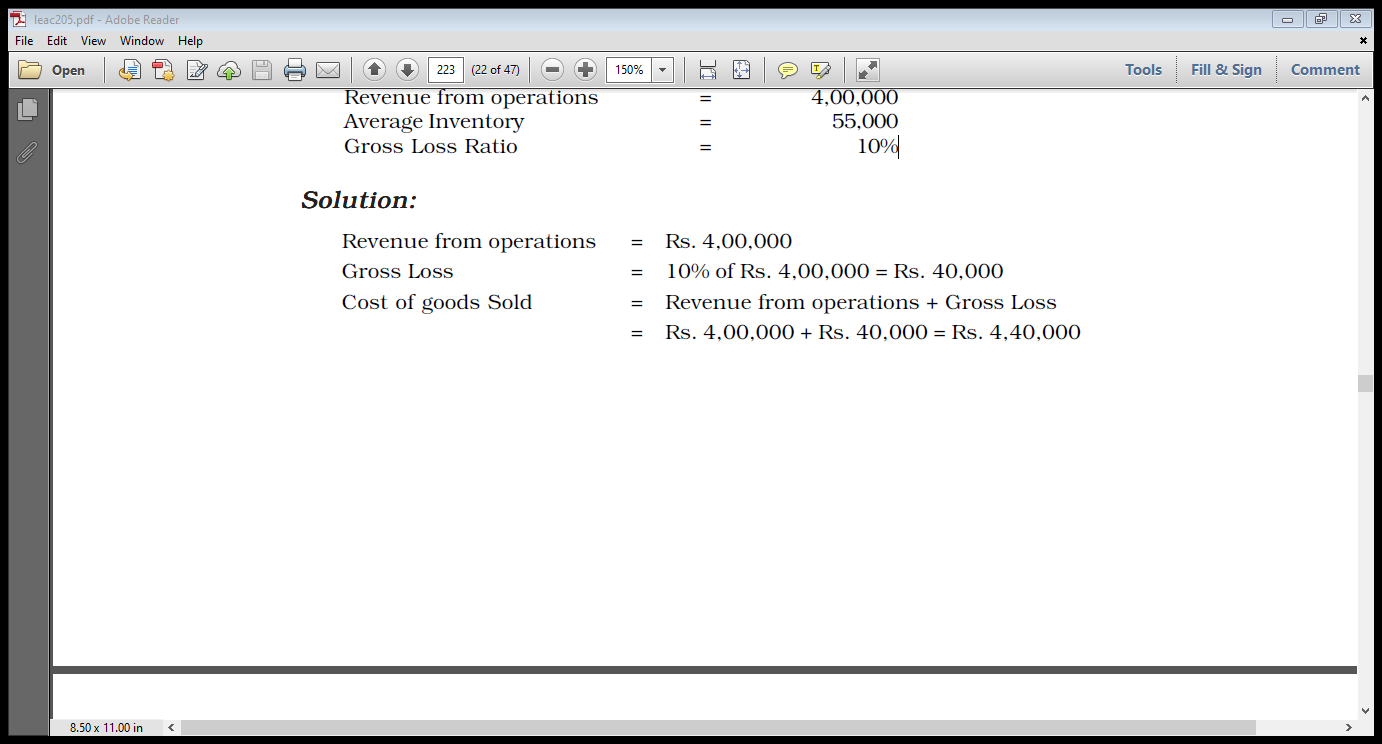 leac205.pdf - Adobe Reader
File Edit View Window Help
Open 223 (22 of 47) 150% Tools Fill & Sign Comment
Revenue from operations = 4,00,000
Average Inventory = 55,000
Gross Loss Ratio = 10%
Solution:
Revenue from operations = Rs. 4,00,000
Gross Loss = 10% of Rs. 4,00,000 = Rs. 40,000
Cost of goods Sold = Revenue from operations + Gross Loss
= Rs. 4,00,000 + Rs. 40,000 = Rs. 4,40,000
8.50 x 11.00 in